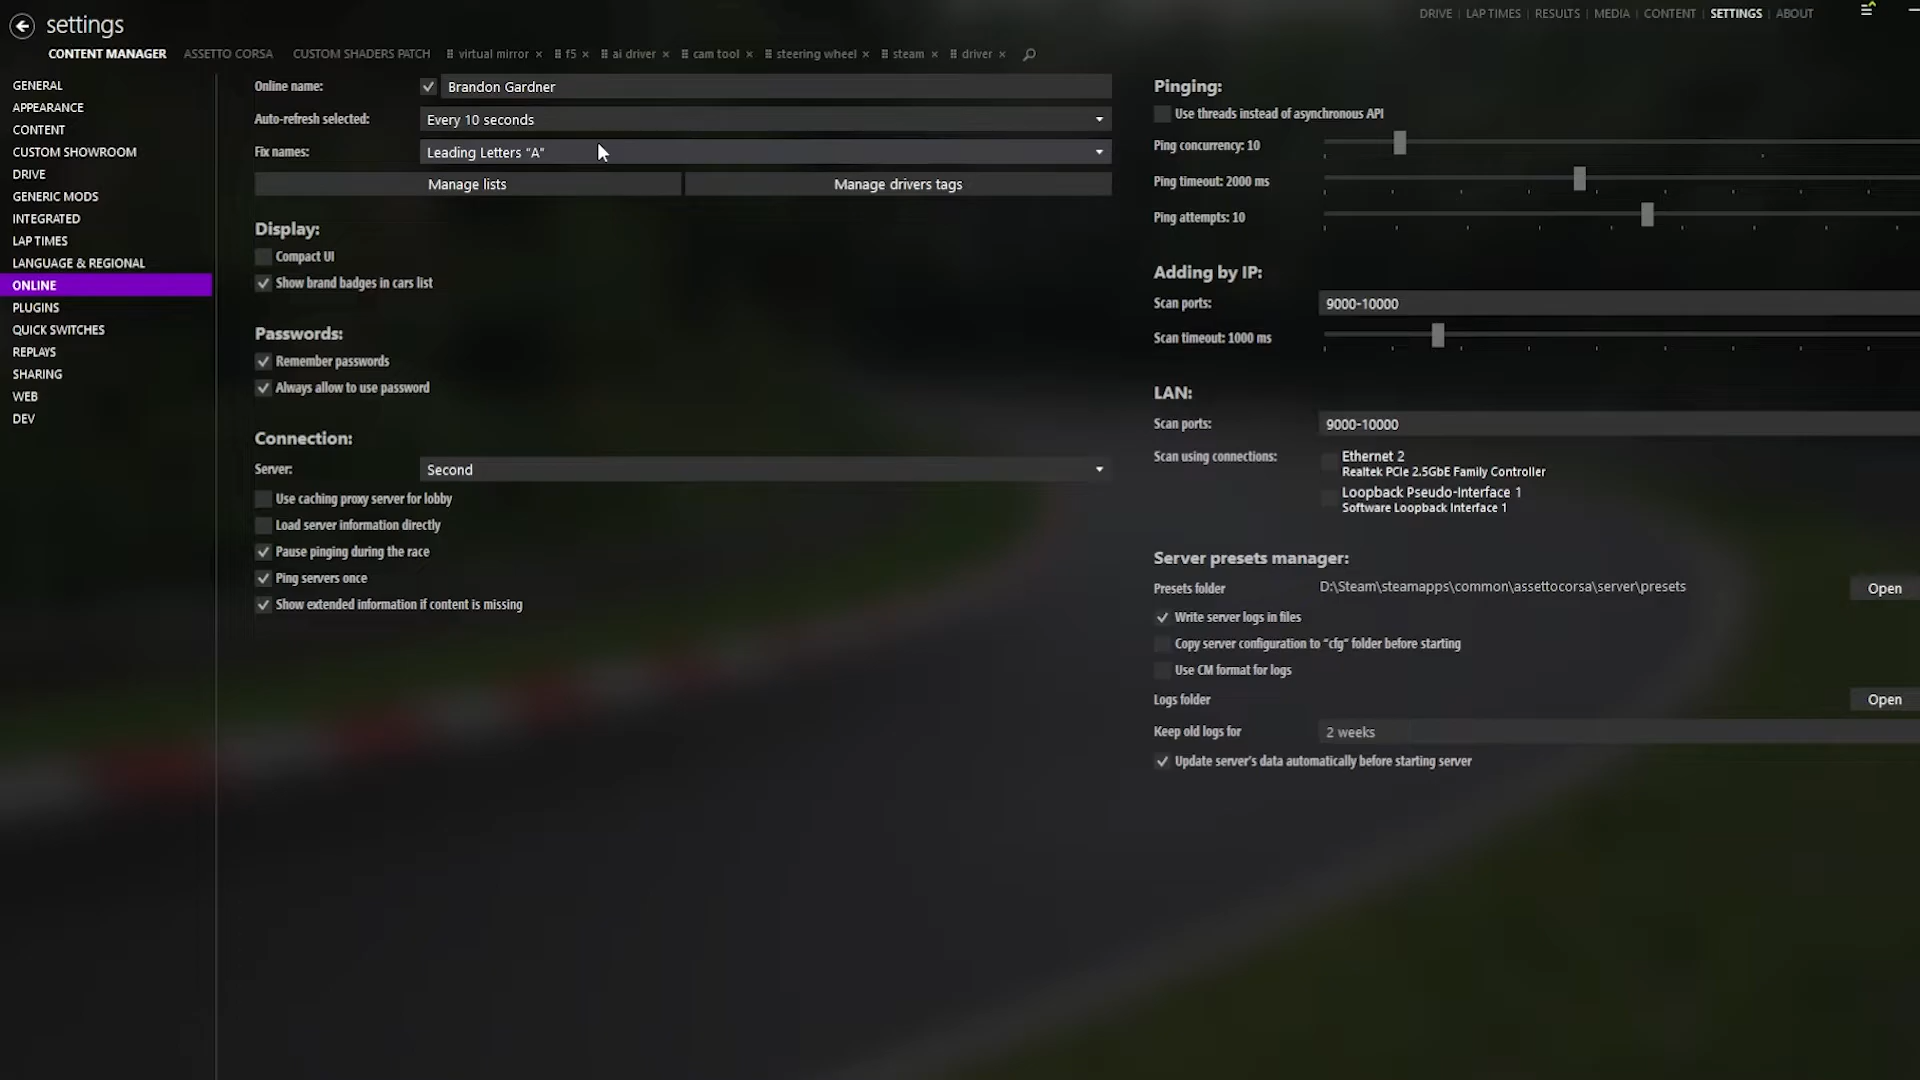 settings
DRIVE | LAP TIMES | RESULTS | MEDIA | CONTENT | SETTINGS | ABOUT
CONTENT MANAGER ASSETTO CORSA CUSTOM SHADERS PATCH virtual mirror × f5 × ai driver × cam tool × steering wheel × steam × driver ×
GENERAL
APPEARANCE
CONTENT
CUSTOM SHOWROOM
DRIVE
GENERIC MODS
INTEGRATED
LAP TIMES
LANGUAGE & REGIONAL
ONLINE
PLUGINS
QUICK SWITCHES
REPLAYS
SHARING
WEB
DEV
Online name: Brandon Gardner
Auto-refresh selected: Every 10 seconds
Fix names: Leading Letters "A"
Manage lists Manage drivers tags
Display:
Compact UI
Show brand badges in cars list
Passwords:
Remember passwords
Always allow to use password
Connection:
Server: Second
Use caching proxy server for lobby
Load server information directly
Pause pinging during the race
Ping servers once
Show extended information if content is missing
Pinging:
Use threads instead of asynchronous API
Ping concurrency: 10
Ping timeout: 2000 ms
Ping attempts: 10
Adding by IP:
Scan ports: 9000-10000
Scan timeout: 1000 ms
LAN:
Scan ports: 9000-10000
Scan using connections: Ethernet 2
Realtek PCIe 2.5GbE Family Controller
Loopback Pseudo-Interface 1
Software Loopback Interface 1
Server presets manager:
Presets folder D:\Steam\steamapps\common\assettocorsa\server\presets Open
Write server logs in files
Copy server configuration to "cfg" folder before starting
Use CM format for logs
Logs folder Open
Keep old logs for 2 weeks
Update server's data automatically before starting server